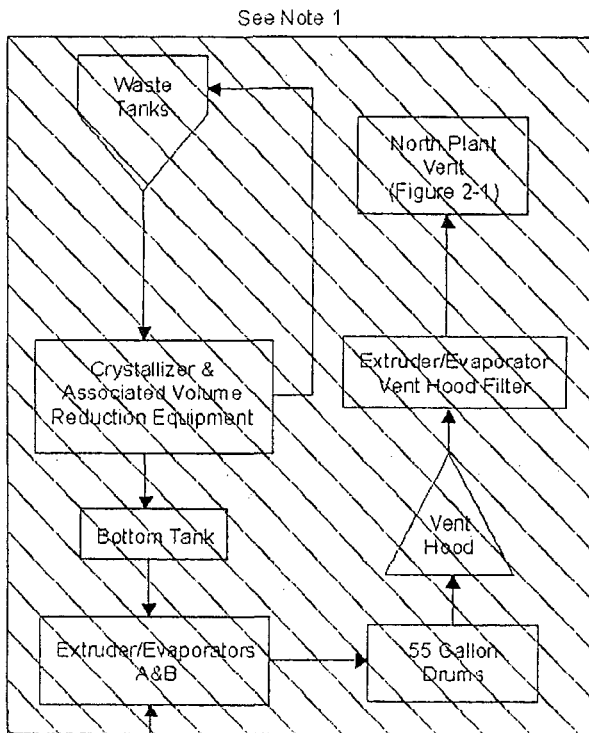 See Note 1
Waste
Tanks
North Plant
Vent
(Figure 2-1)
Crystallizer &
Associated Volume
Reduction Equipment
Extruder/Evaporator
Vent Hood Filter
Bottom Tank
Vent
Hood
Extruder/Evaporators
A&B
55 Gallon
Drums